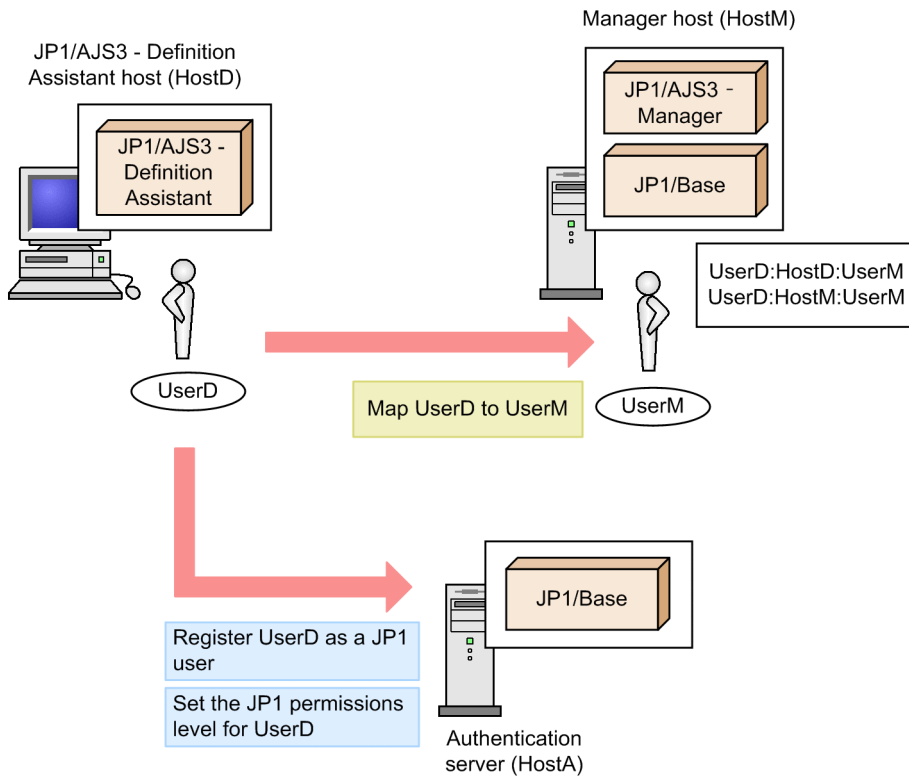 Manager host (HostM)
JP1/AJS3 - Definition
Assistant host (HostD)
JP1/AJS3 -
Manager
JP1/AJS3 -
Definition
Assistant
JP1/Base
UserD:HostD:UserM
UserD:HostM:UserM
UserD
Map UserD to UserM
UserM
JP1/Base
Register UserD as a JP1
user
Set the JP1 permissions
level for UserD
Authentication
server (HostA)